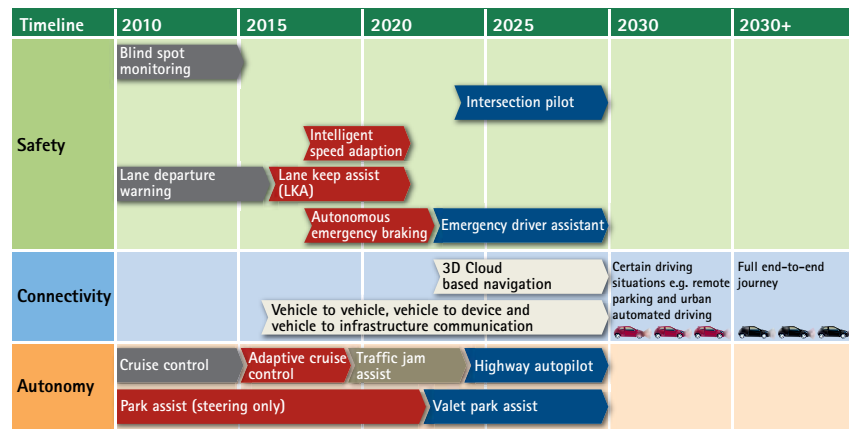 Timeline 2010 2015 2020 2025 2030 2030+
Safety
Blind spot
monitoring
Intersection pilot
Intelligent
speed adaption
Lane departure
warning
Lane keep assist
(LKA)
Autonomous
emergency braking
Emergency driver assistant
Connectivity
3D Cloud
based navigation
Vehicle to vehicle, vehicle to device and
vehicle to infrastructure communication
Certain driving
situations e.g. remote
parking and urban
automated driving
Full end-to-end
journey
Autonomy
Cruise control
Adaptive cruise
control
Traffic jam
assist
Highway autopilot
Park assist (steering only)
Valet park assist